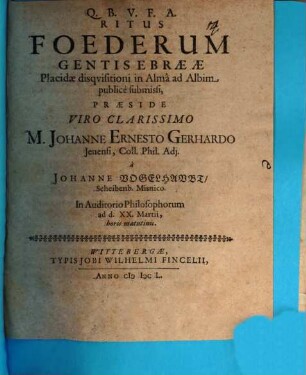 Q. B. V. F. A.
RITUS
FOEDERUM
GENTIS EBRÆÆ
Placidæ disqvisitioni in Almâ ad Albim
publicè submissi,
PRÆSIDE
VIRO CLARISSIMO
M. JOHANNE ERNESTO GERHARDO
Jenensi, Coll. Phil. Adj.
A
JOHANNE VOGELHAVBT/
Scheibenb. Misnico.
In Auditorio Philosophorum
ad d. XX. Martii,
horis matutinis.
WITTEBERGÆ,
TYPIS JOBI WILHELMI FINCELII,
ANNO CIↃ IↃC L.